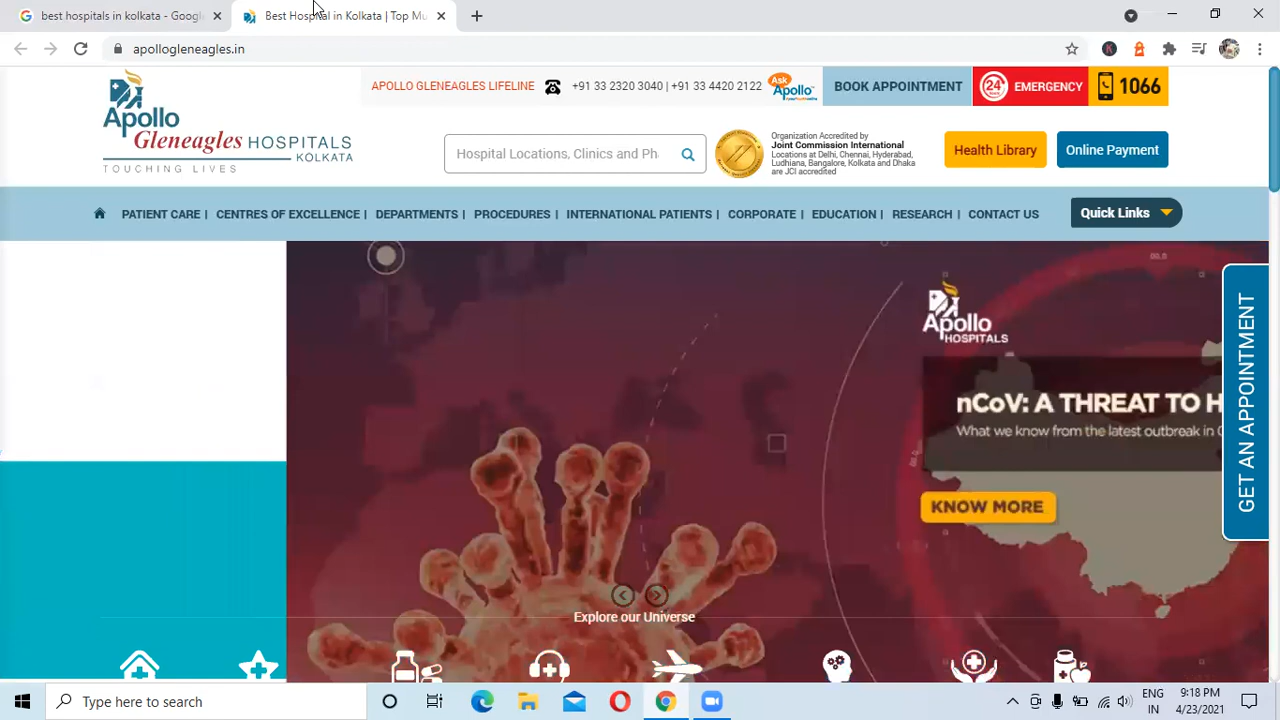 best hospitals in kolkata - Google
Best Hospital in Kolkata | Top Mu
apollogleneagles.in
APOLLO GLENEAGLES LIFELINE
+91 33 2320 3040 | +91 33 4420 2122
Ask
Apollo
BOOK APPOINTMENT
24
EMERGENCY
1066
Apollo
Gleneagles HOSPITALS
KOLKATA
TOUCHING LIVES
Hospital Locations, Clinics and Ph
Organization Accredited by
Joint Commission International
Locations at Delhi, Chennai, Hyderabad,
Ludhiana, Bangalore, Kolkata and Dhaka
are JCI accredited
Health Library
Online Payment
PATIENT CARE |
CENTRES OF EXCELLENCE |
DEPARTMENTS |
PROCEDURES |
INTERNATIONAL PATIENTS |
CORPORATE |
EDUCATION |
RESEARCH |
CONTACT US
Quick Links
Apollo
HOSPITALS
nCoV: A THREAT TO H
What we know from the latest outbreak in C
KNOW MORE
GET AN APPOINTMENT
Explore our Universe
Type here to search
ENG
IN
9:18 PM
4/23/2021